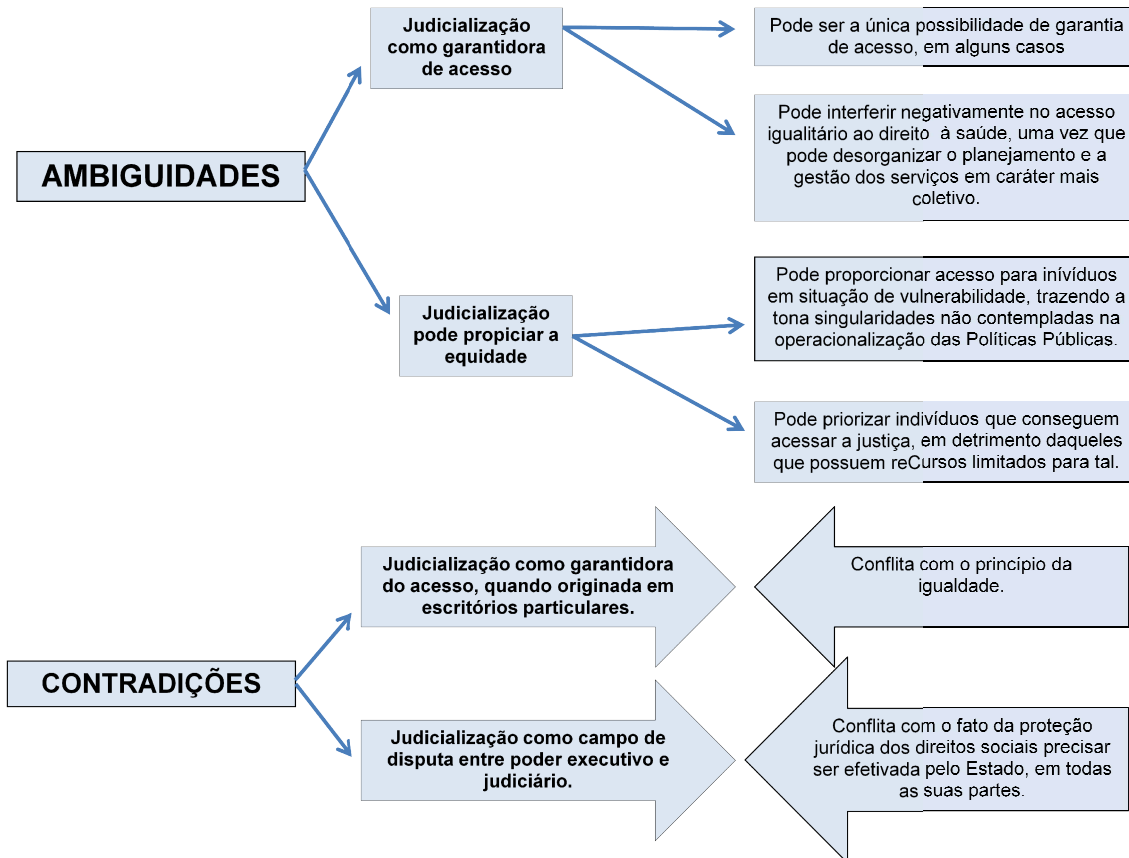 AMBIGUIDADES
Judicialização
como garantidora
de acesso
Pode ser a única possibilidade de garantia
de acesso, em alguns casos
Pode interferir negativamente no acesso
igualitário ao direito à saúde, uma vez que
pode desorganizar o planejamento e a
gestão dos serviços em caráter mais
coletivo.
Judicialização
pode propiciar a
equidade
Pode proporcionar acesso para inívíduos
em situação de vulnerabilidade, trazendo a
tona singularidades não contempladas na
operacionalização das Políticas Públicas.
Pode priorizar indivíduos que conseguem
acessar a justiça, em detrimento daqueles
que possuem reCursos limitados para tal.
CONTRADIÇÕES
Judicialização como garantidora
do acesso, quando originada em
escritórios particulares.
Conflita com o princípio da
igualdade.
Judicialização como campo de
disputa entre poder executivo e
judiciário.
Conflita com o fato da proteção
jurídica dos direitos sociais precisar
ser efetivada pelo Estado, em todas
as suas partes.